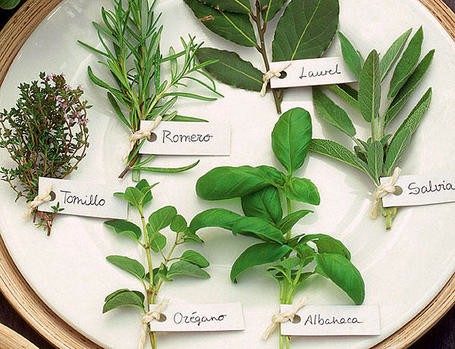 Laurel
Romero
Tomillo
Salvia
Orégano
Albahaca